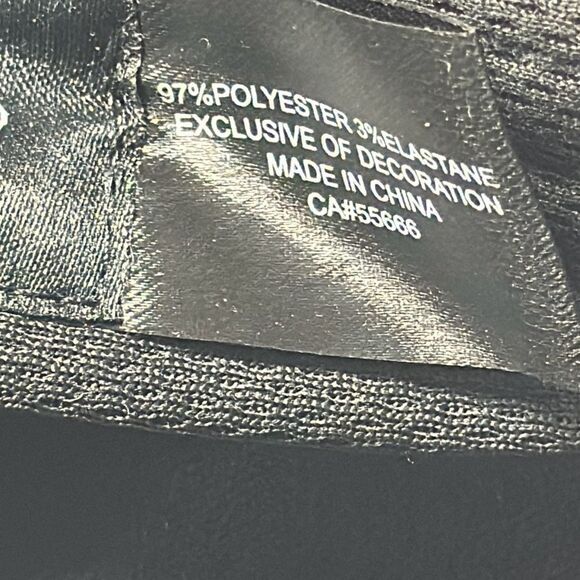 97%POLYESTER 3%ELASTANE
EXCLUSIVE OF DECORATION
MADE IN CHINA
CA#55666